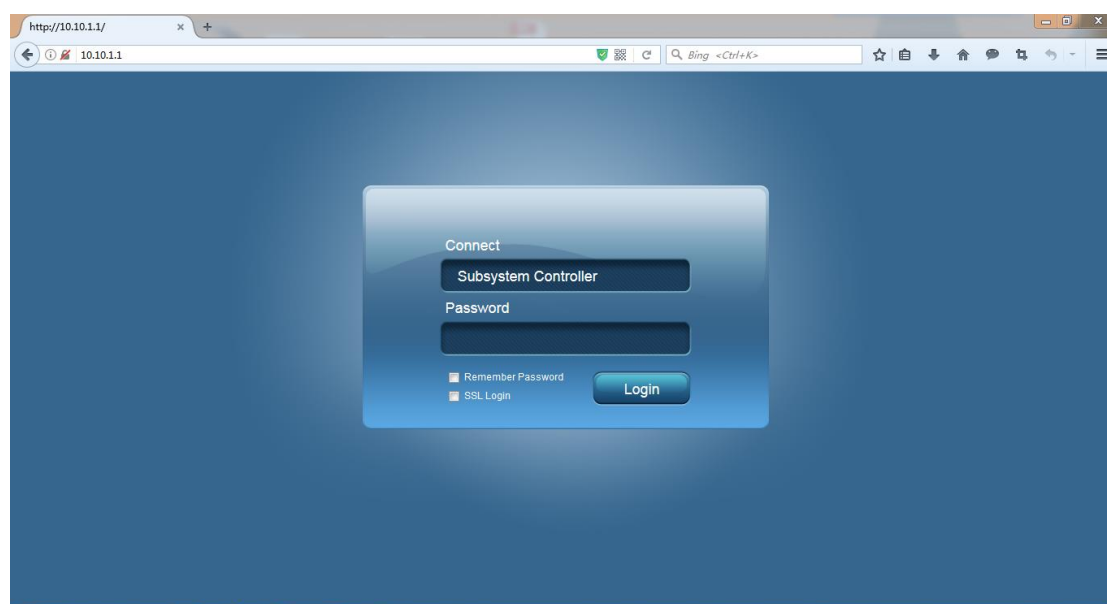 http://10.10.1.1/
10.10.1.1
Bing <Ctrl+K>
Connect
Subsystem Controller
Password
Remember Password
SSL Login
Login